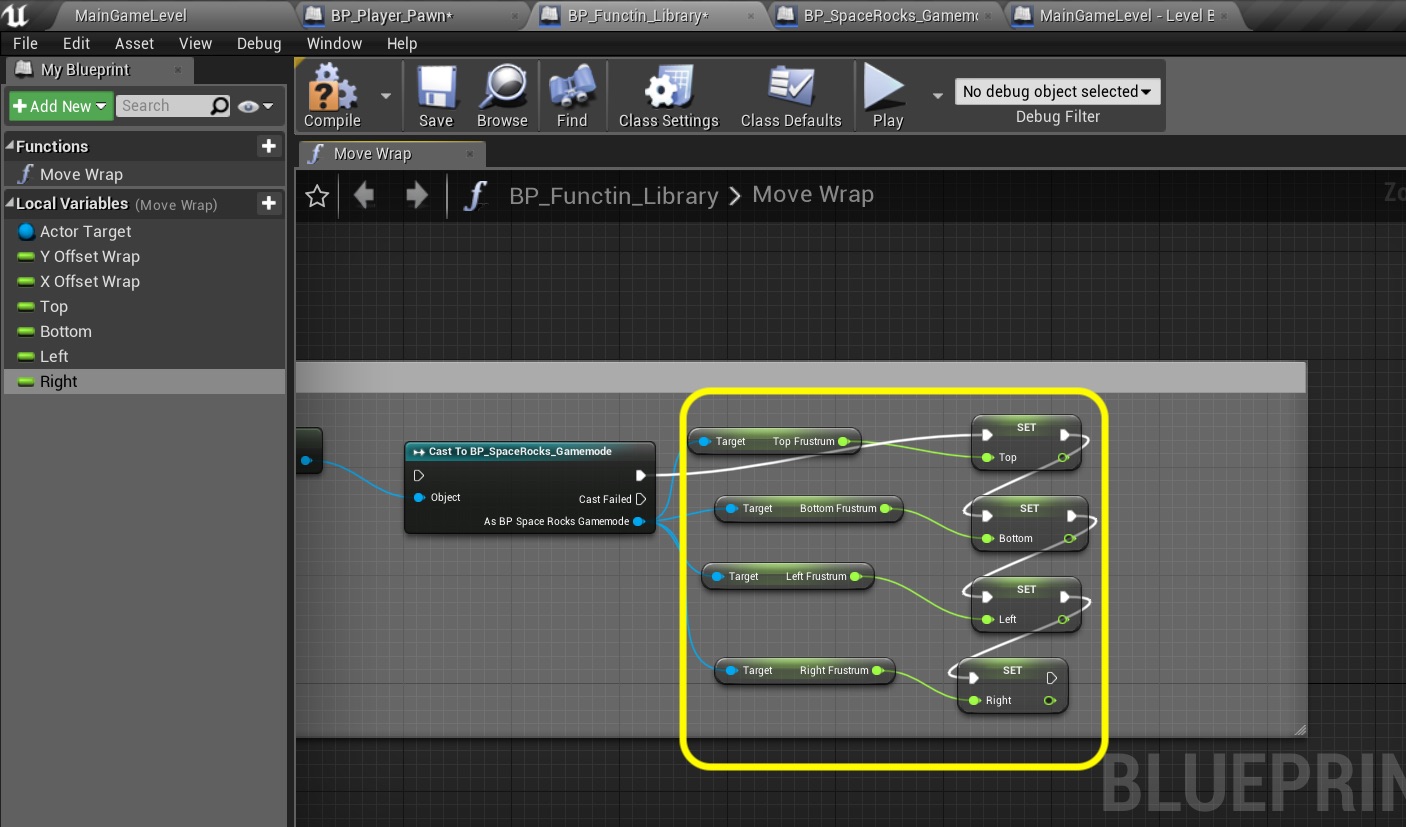 MainGameLevel
BP_Player_Pawn*
BP_Functin_Library*
BP_SpaceRocks_Gamem
MainGameLevel - Level B
File Edit Asset View Debug Window Help
My Blueprint
Add New
Search
Compile
Save
Browse
Find
Class Settings
Class Defaults
Play
No debug object selected
Debug Filter
Functions
Move Wrap
Local Variables (Move Wrap)
Actor Target
Y Offset Wrap
X Offset Wrap
Top
Bottom
Left
Right
Move Wrap
BP_Functin_Library > Move Wrap
Zo
Cast To BP_SpaceRocks_Gamemode
Object
Cast Failed
As BP Space Rocks Gamemode
Target Top Frustrum
SET
Top
Target Bottom Frustrum
SET
Bottom
Target Left Frustrum
SET
Left
Target Right Frustrum
SET
Right
BLUEPRIN